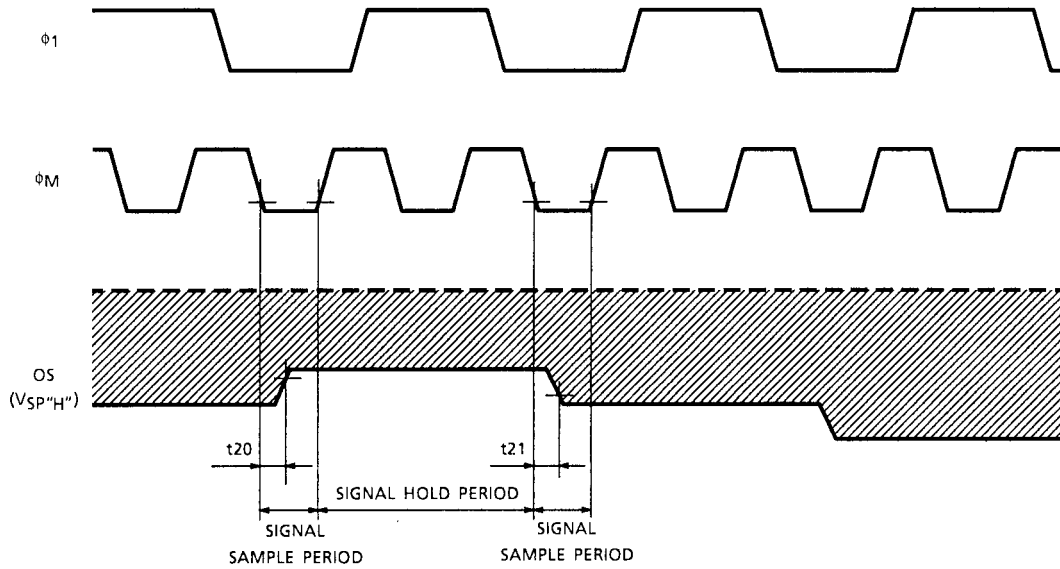 ϕ1
ϕM
OS
(VSP"H")
t20
t21
SIGNAL HOLD PERIOD
SIGNAL
SAMPLE PERIOD
SIGNAL
SAMPLE PERIOD